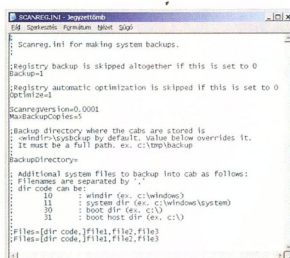 SCANREG.INI - Jegyzettömb
Fájl Szerkesztés Formátum Nézet Súgó
;
; Scanreg.ini for making system backups.
;
;Registry backup is skipped altogether if this is set to 0
Backup=1
;Registry automatic optimization is skipped if this is set to 0
Optimize=1
ScanregVersion=0.0001
MaxBackupCopies=5
;Backup directory where the cabs are stored is
; <windir>\sysbckup by default. Value below overrides it.
; It must be a full path. ex. c:\tmp\backup
;
BackupDirectory=
; Additional system files to backup into cab as follows:
; Filenames are separated by ','
; dir code can be:
; 10 : windir (ex. c:\windows)
; 11 : system dir (ex. c:\windows\system)
; 30 : boot dir (ex. c:\)
; 31 : boot host dir (ex. c:\)
;
;Files=[dir code,]file1,file2,file3
;Files=[dir code,]file1,file2,file3